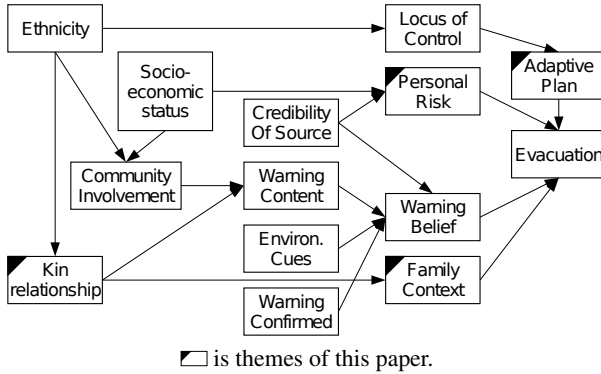 Ethnicity
Locus of
Control
Socio-
economic
status
Personal
Risk
Adaptive
Plan
Credibility
Of Source
Evacuation
Community
Involvement
Warning
Content
Warning
Belief
Environ.
Cues
Kin
relationship
Family
Context
Warning
Confirmed
is themes of this paper.